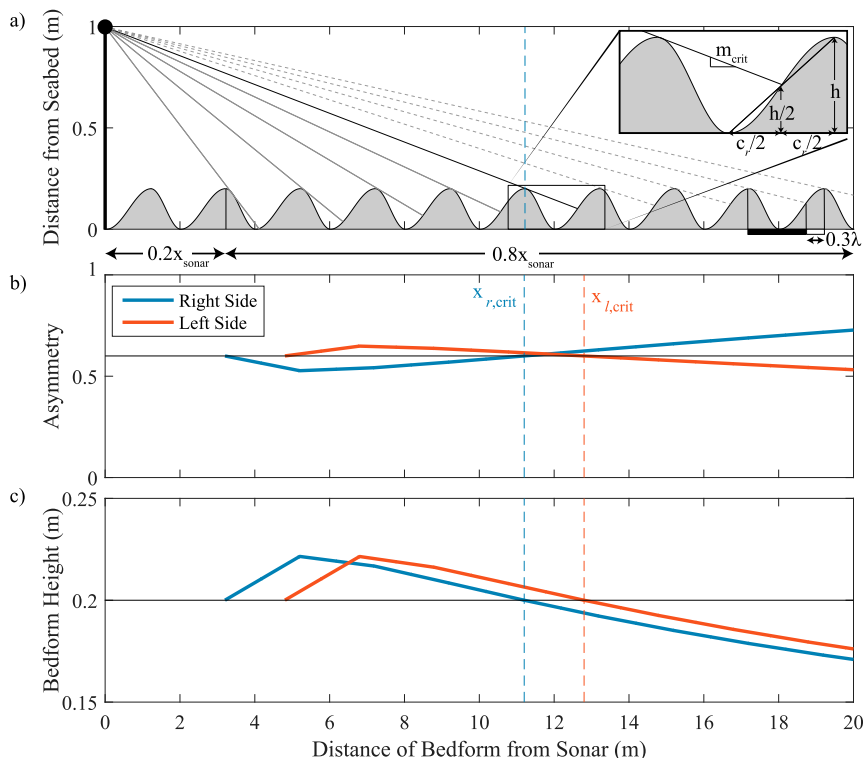 a)
Distance from Seabed (m)
1
0.5
0
m_crit
h/2
h
c_r/2
c_r/2
0.2x_sonar
0.8x_sonar
0.3λ
b)
Asymmetry
1
0.5
0
Right Side
Left Side
x_r,crit
x_l,crit
c)
Bedform Height (m)
0.25
0.2
0.15
0 2 4 6 8 10 12 14 16 18 20
Distance of Bedform from Sonar (m)